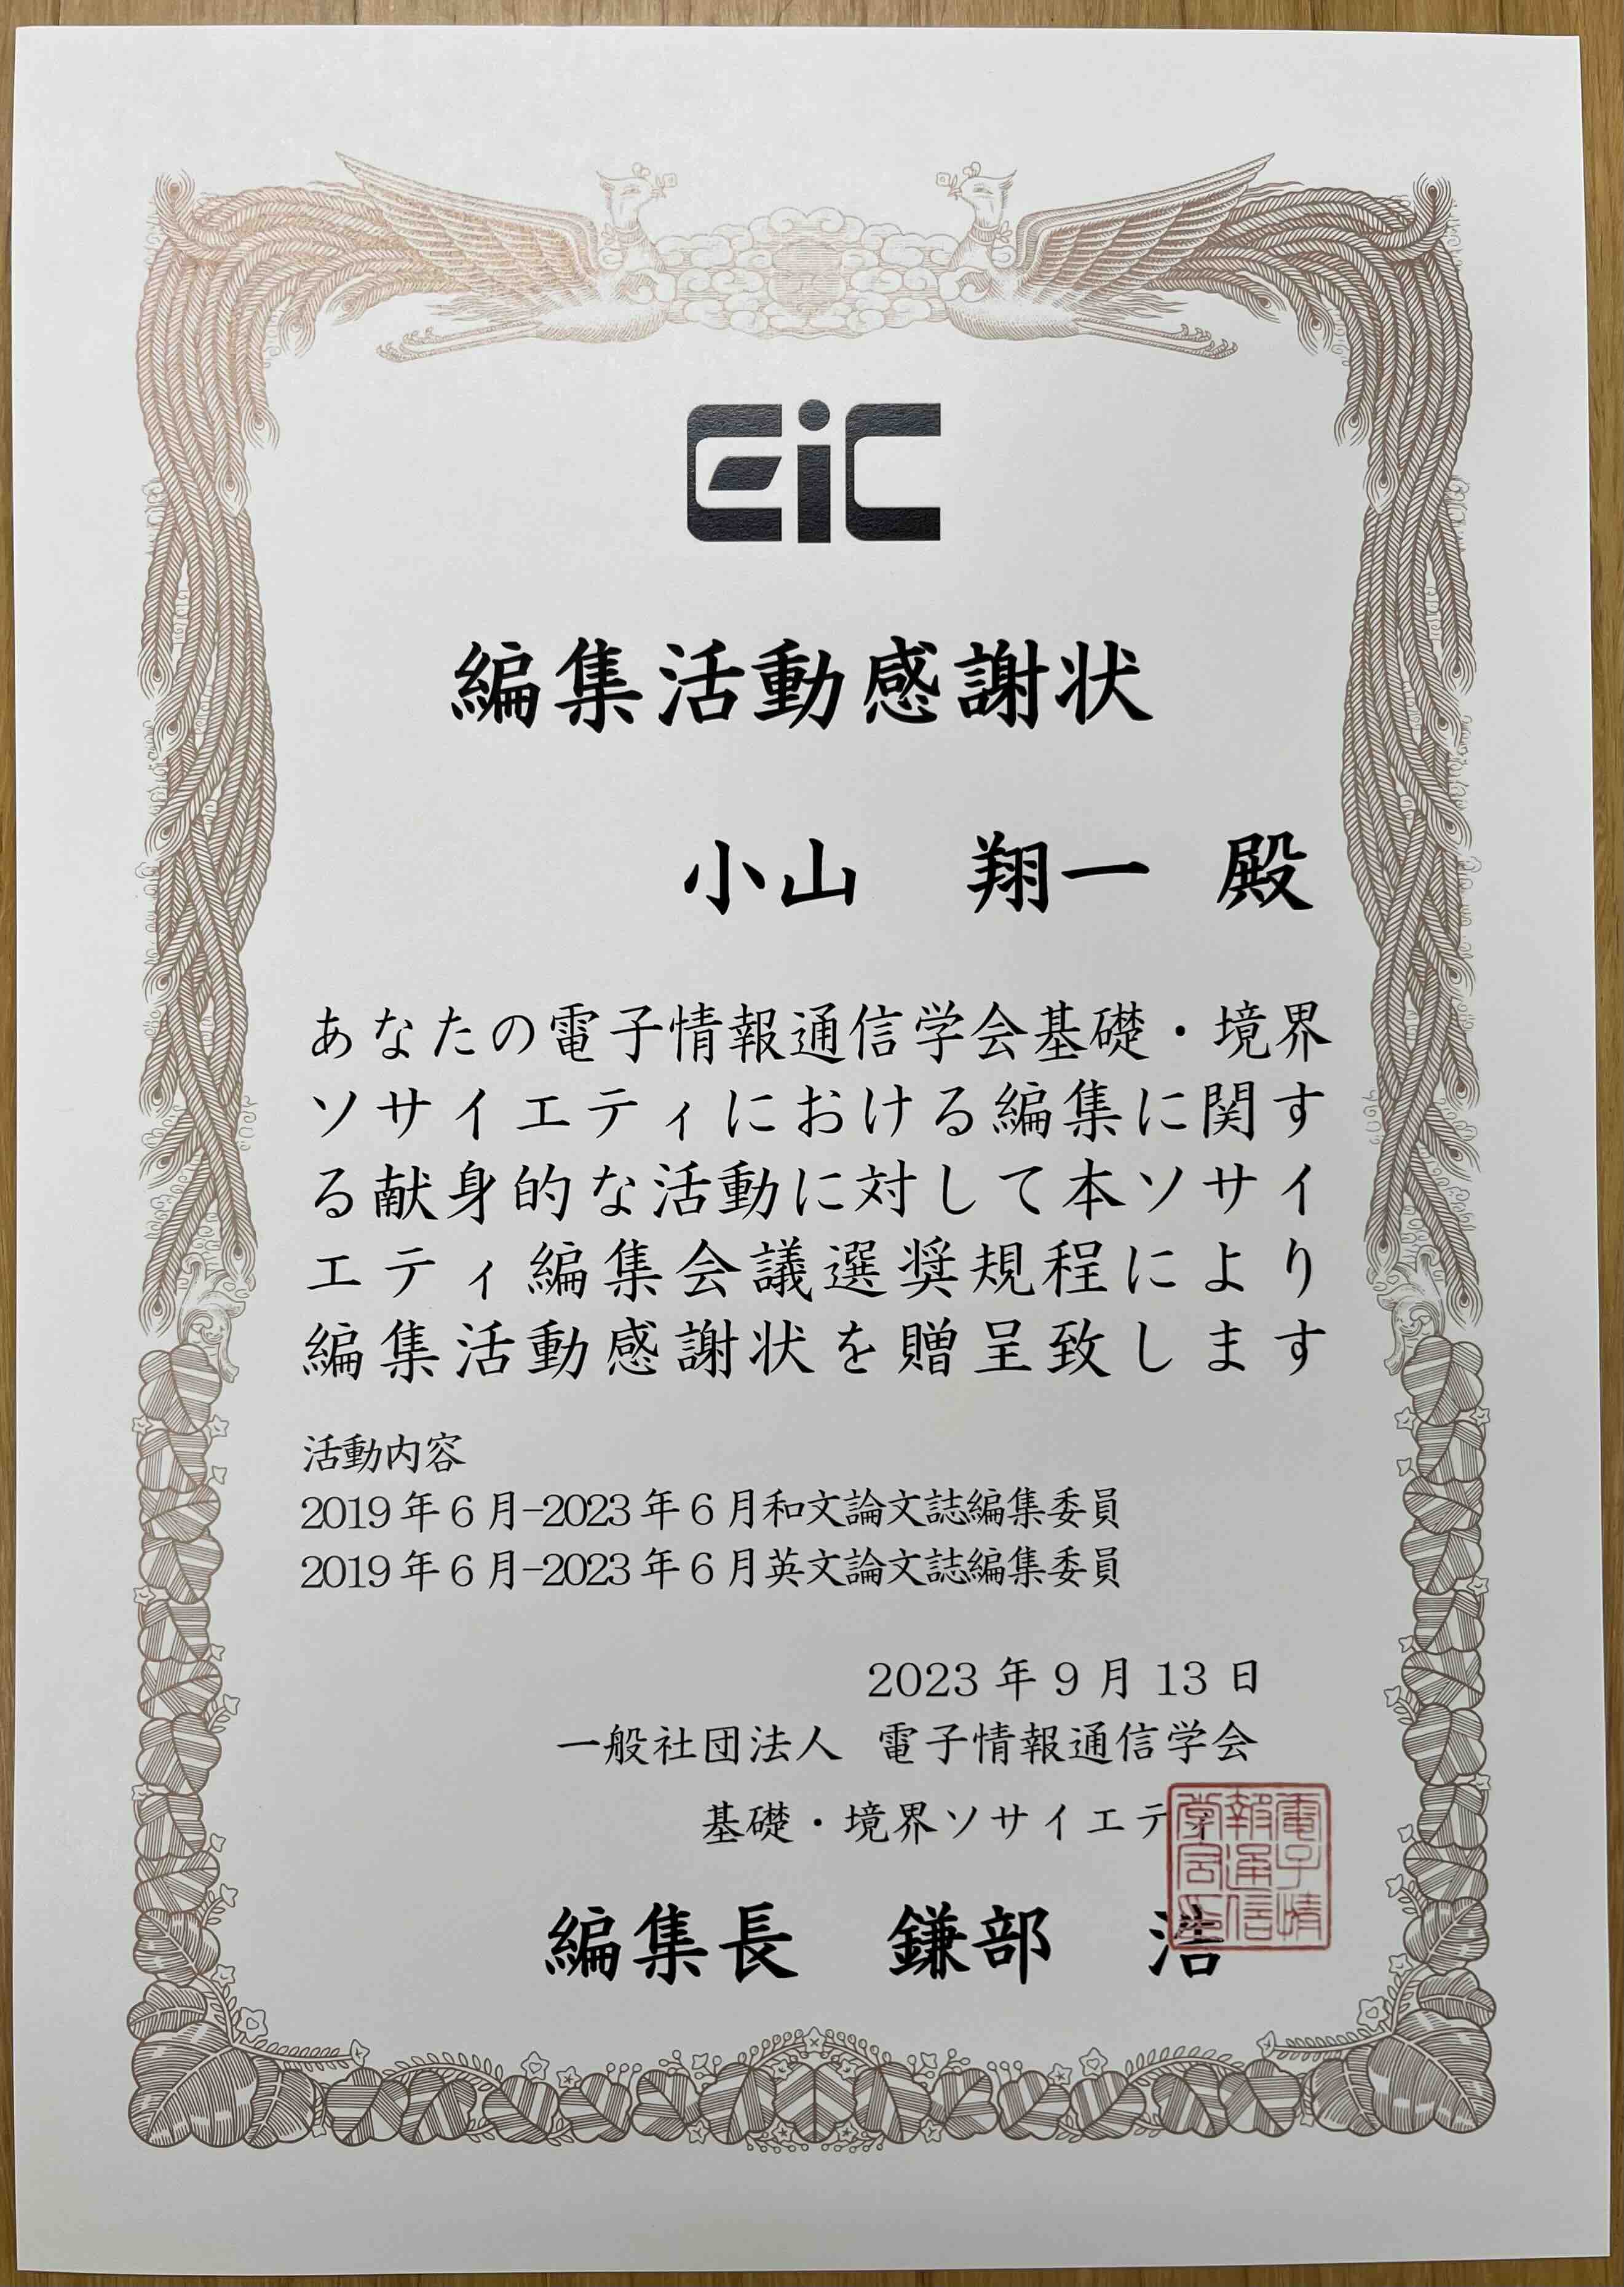 EiC
編集活動感謝状
小山 翔一 殿
あなたの電子情報通信学会基礎・境界
ソサイエティにおける編集に関す
る献身的な活動に対して本ソサイ
エティ編集会議選奨規程により
編集活動感謝状を贈呈致します
活動内容
2019年6月-2023年6月和文論文誌編集委員
2019年6月-2023年6月英文論文誌編集委員
2023年9月13日
一般社団法人 電子情報通信学会
基礎・境界ソサイエティ
編集長 鎌部 浩
電子情
報通信
学会印